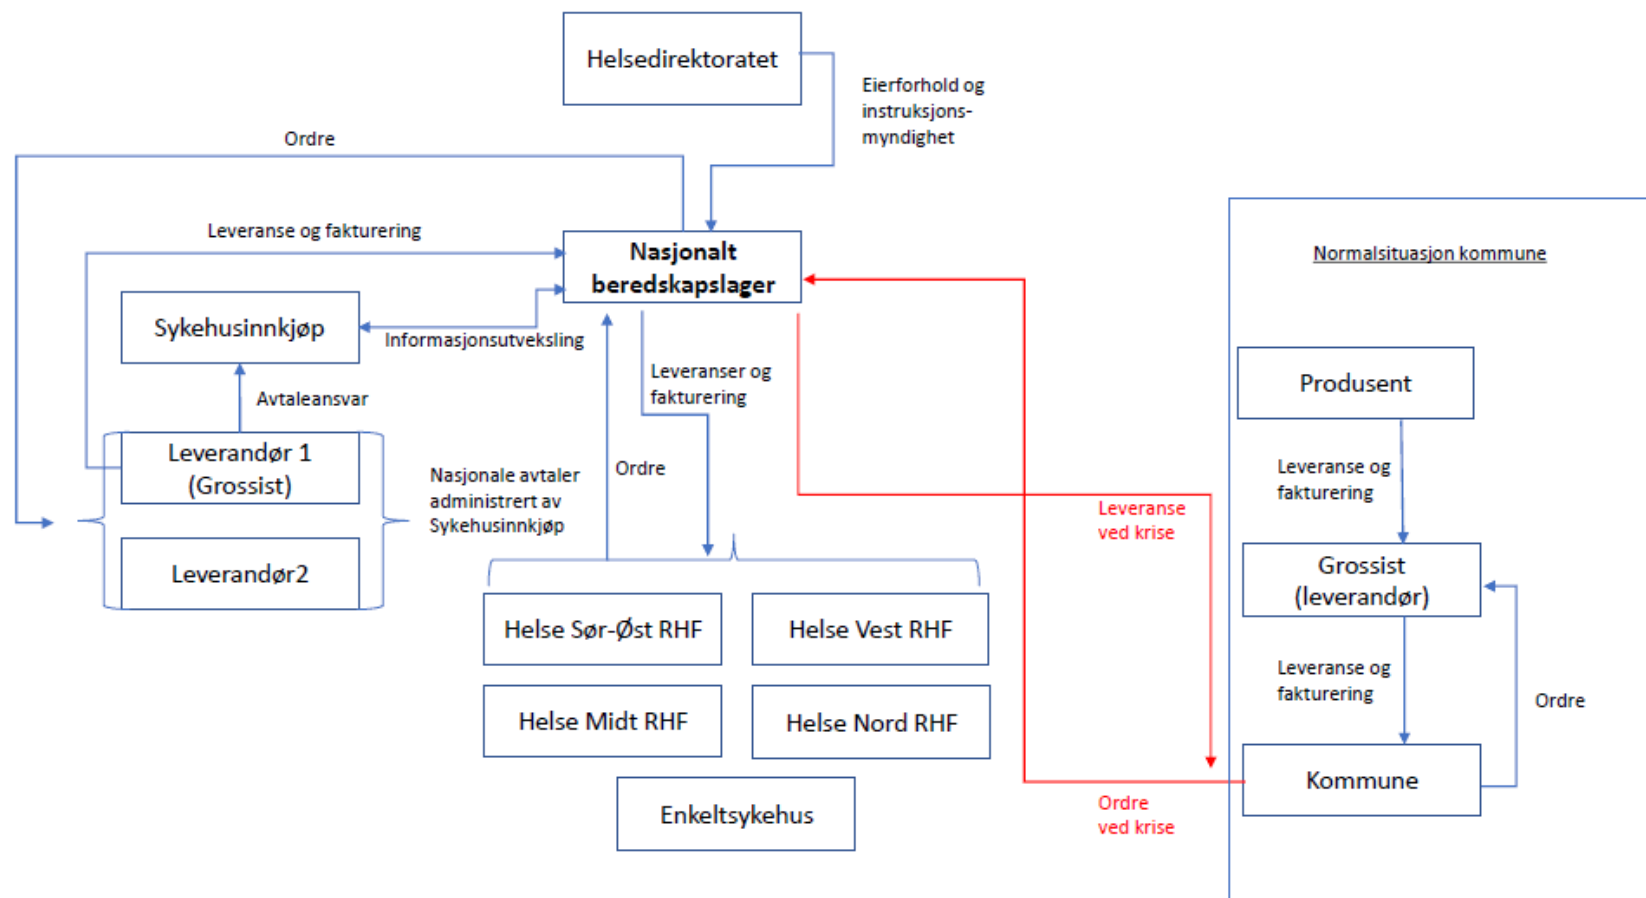 Helsedirektoratet
Eierforhold og
instruksjons-
myndighet
Ordre
Leveranse og fakturering
Nasjonalt
beredskapslager
Normalsituasjon kommune
Sykehusinnkjøp
Informasjonsutveksling
Leveranser og
fakturering
Produsent
Avtaleansvar
Leverandør 1
(Grossist)
Nasjonale avtaler
administrert av
Sykehusinnkjøp
Ordre
Leveranse og
fakturering
Leveranse
ved krise
Leverandør2
Grossist
(leverandør)
Helse Sør-Øst RHF
Helse Vest RHF
Leveranse og
fakturering
Ordre
Helse Midt RHF
Helse Nord RHF
Kommune
Ordre
ved krise
Enkeltsykehus